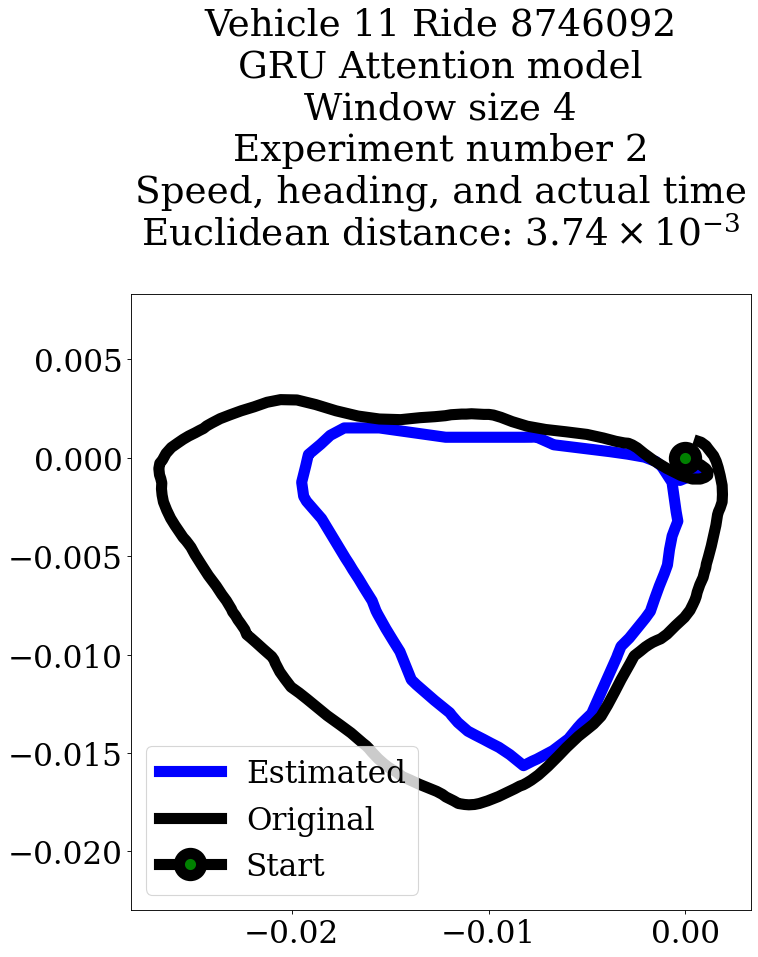 Vehicle 11 Ride 8746092
GRU Attention model
Window size 4
Experiment number 2
Speed, heading, and actual time
Euclidean distance: 3.74 × 10⁻³
0.005
0.000
−0.005
−0.010
−0.015
−0.020
Estimated
Original
Start
−0.02
−0.01
0.00